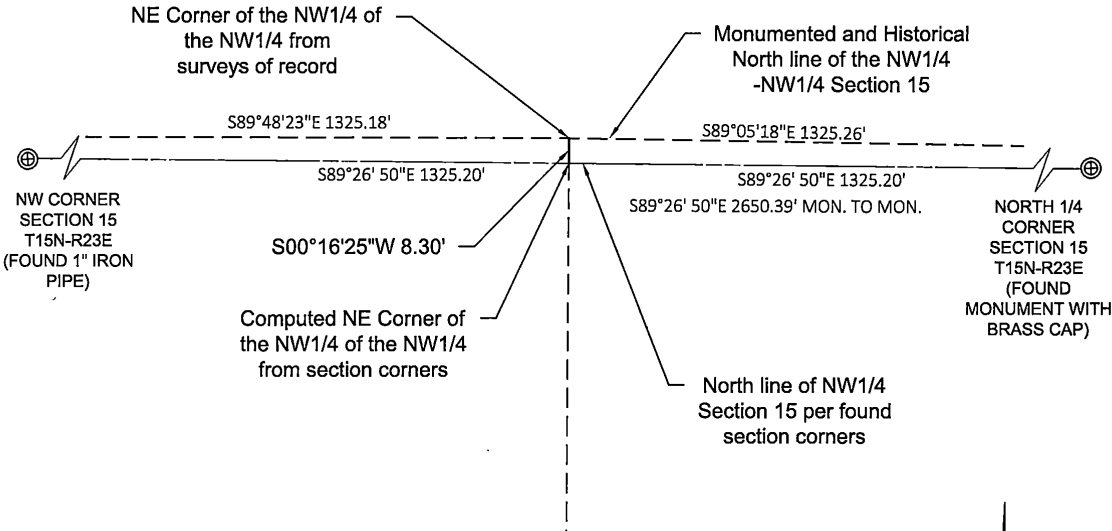 NE Corner of the NW1/4 of
the NW1/4 from
surveys of record
Monumented and Historical
North line of the NW1/4
-NW1/4 Section 15
S89°48'23"E 1325.18'
S89°05'18"E 1325.26'
S89°26' 50"E 1325.20'
S89°26' 50"E 1325.20'
S89°26' 50"E 2650.39' MON. TO MON.
NW CORNER
SECTION 15
T15N-R23E
(FOUND 1" IRON
PIPE)
NORTH 1/4
CORNER
SECTION 15
T15N-R23E
(FOUND
MONUMENT WITH
BRASS CAP)
S00°16'25"W 8.30'
Computed NE Corner of
the NW1/4 of the NW1/4
from section corners
North line of NW1/4
Section 15 per found
section corners